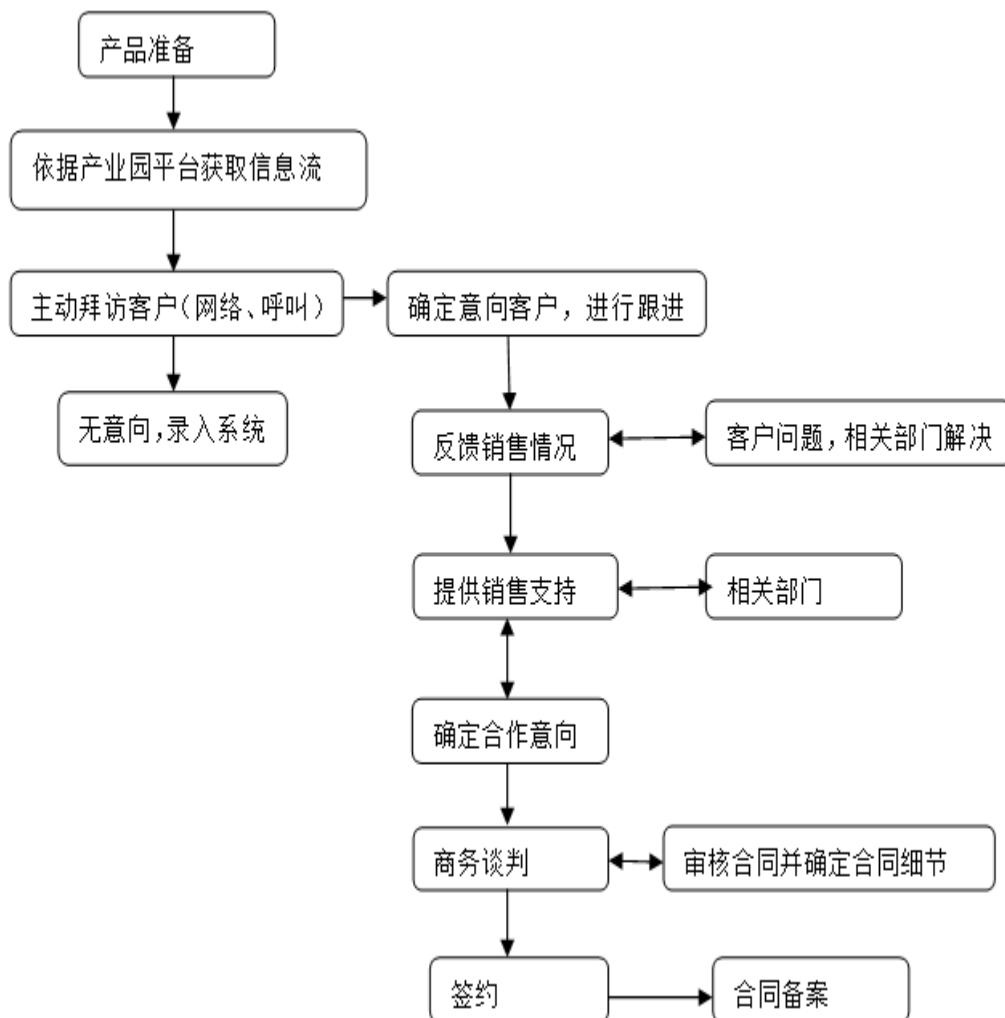 产品准备
依据产业园平台获取信息流
主动拜访客户(网络、呼叫)
确定意向客户，进行跟进
无意向,录入系统
反馈销售情况
客户问题，相关部门解决
提供销售支持
相关部门
确定合作意向
商务谈判
审核合同并确定合同细节
签约
合同备案